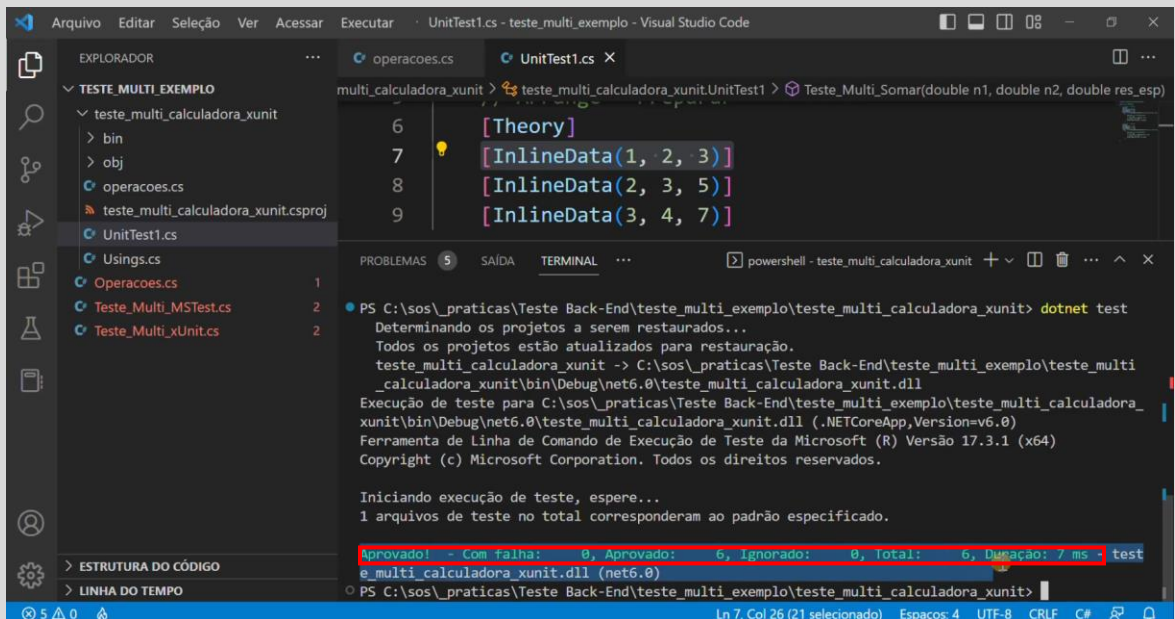 Arquivo Editar Seleção Ver Acessar Executar UnitTest1.cs - teste_multi_exemplo - Visual Studio Code
EXPLORADOR
TESTE_MULTI_EXEMPLO
teste_multi_calculadora_xunit
bin
obj
operacoes.cs
teste_multi_calculadora_xunit.csproj
UnitTest1.cs
Usings.cs
Operacoes.cs 1
Teste_Multi_MSTest.cs 2
Teste_Multi_xUnit.cs 2
ESTRUTURA DO CÓDIGO
LINHA DO TEMPO
operacoes.cs UnitTest1.cs
multi_calculadora_xunit > teste_multi_calculadora_xunit.UnitTest1 > Teste_Multi_Somar(double n1, double n2, double res_esp)
6 [Theory]
7 [InlineData(1, 2, 3)]
8 [InlineData(2, 3, 5)]
9 [InlineData(3, 4, 7)]
PROBLEMAS 5 SAÍDA TERMINAL ··· powershell - teste_multi_calculadora_xunit
PS C:\sos\_praticas\Teste Back-End\teste_multi_exemplo\teste_multi_calculadora_xunit> dotnet test
Determinando os projetos a serem restaurados...
Todos os projetos estão atualizados para restauração.
teste_multi_calculadora_xunit -> C:\sos\_praticas\Teste Back-End\teste_multi_exemplo\teste_multi
_calculadora_xunit\bin\Debug\net6.0\teste_multi_calculadora_xunit.dll
Execução de teste para C:\sos\_praticas\Teste Back-End\teste_multi_exemplo\teste_multi_calculadora_
xunit\bin\Debug\net6.0\teste_multi_calculadora_xunit.dll (.NETCoreApp,Version=v6.0)
Ferramenta de Linha de Comando de Execução de Teste da Microsoft (R) Versão 17.3.1 (x64)
Copyright (c) Microsoft Corporation. Todos os direitos reservados.
Iniciando execução de teste, espere...
1 arquivos de teste no total corresponderam ao padrão especificado.
Aprovado! - Com falha: 0, Aprovado: 6, Ignorado: 0, Total: 6, Duração: 7 ms - test
e_multi_calculadora_xunit.dll (net6.0)
PS C:\sos\_praticas\Teste Back-End\teste_multi_exemplo\teste_multi_calculadora_xunit>
5 0 Ln 7, Col 26 (21 selecionado) Espaços: 4 UTF-8 CRLF C#